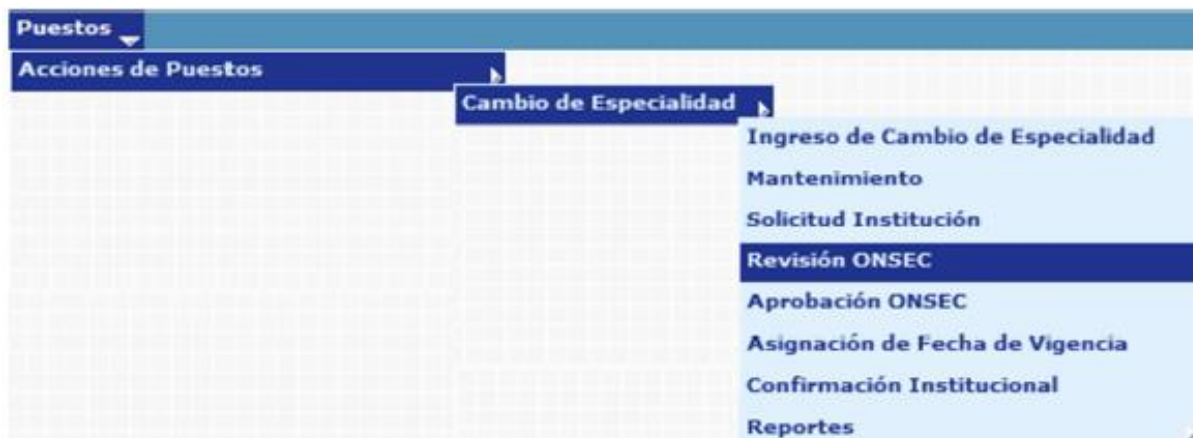 Puestos
Acciones de Puestos
Cambio de Especialidad
Ingreso de Cambio de Especialidad
Mantenimiento
Solicitud Institución
Revisión ONSEC
Aprobación ONSEC
Asignación de Fecha de Vigencia
Confirmación Institucional
Reportes